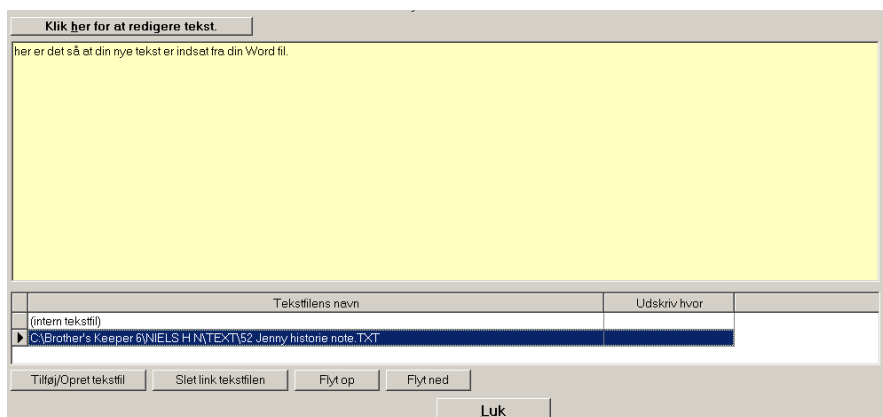 Klik her for at redigere tekst.
her er det så at din nye tekst er indsat fra din Word fil.
Tekstfilens navn Udskriv hvor
(intern tekstfil)
C:\Brother's Keeper 6\NIELS H N\TEXT\52 Jenny historie note.TXT
Tilføj/Opret tekstfil Slet link tekstfilen Flyt op Flyt ned
Luk